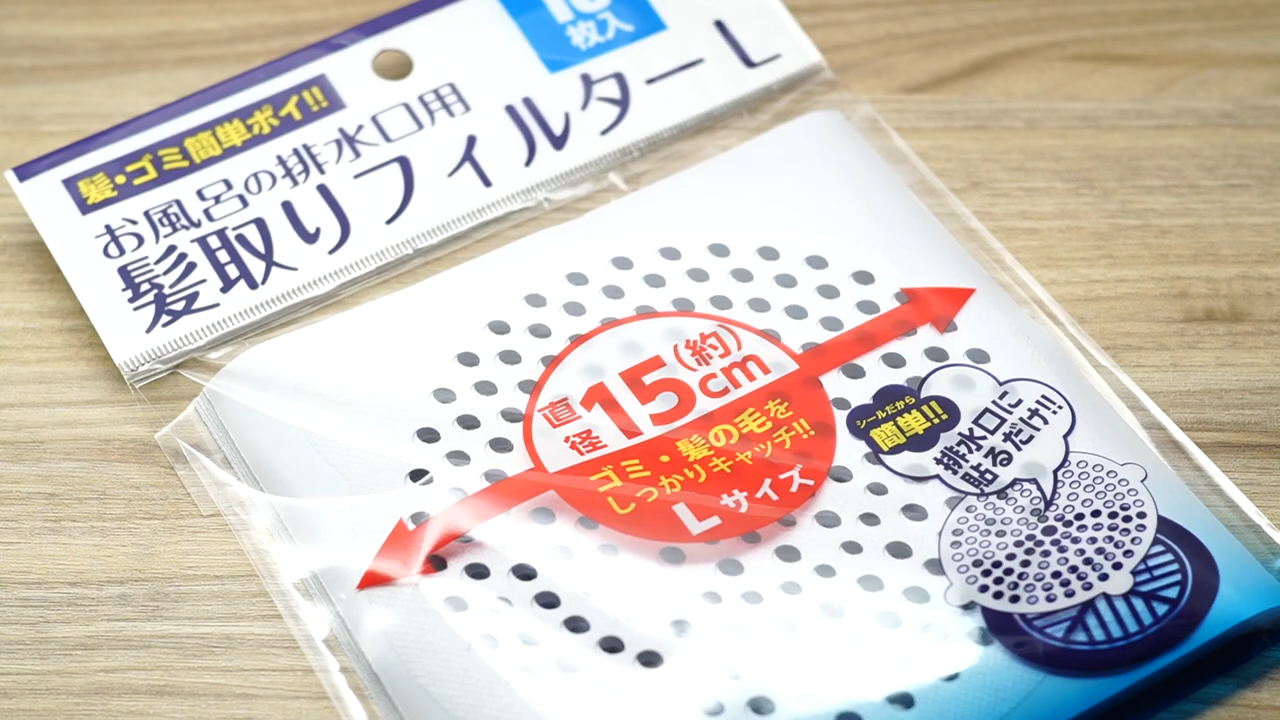 枚入
髪・ゴミ簡単ポイ!!
お風呂の排水口用
髪取りフィルター L
直径15(約)cm
ゴミ・髪の毛を
しっかりキャッチ!!
Lサイズ
シールだから
簡単!!
排水口に
貼るだけ!!